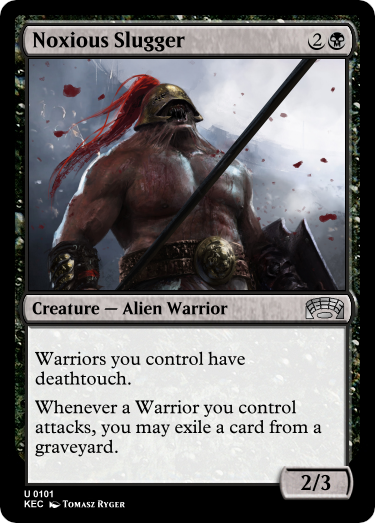 Noxious Slugger 2
Creature — Alien Warrior
Warriors you control have
deathtouch.
Whenever a Warrior you control
attacks, you may exile a card from a
graveyard.
2/3
U 0101
KEC Tomasz Ryger